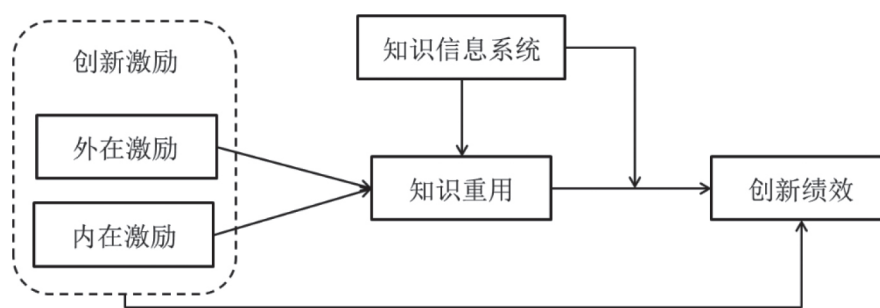 创新激励
外在激励
内在激励
知识信息系统
知识重用
创新绩效